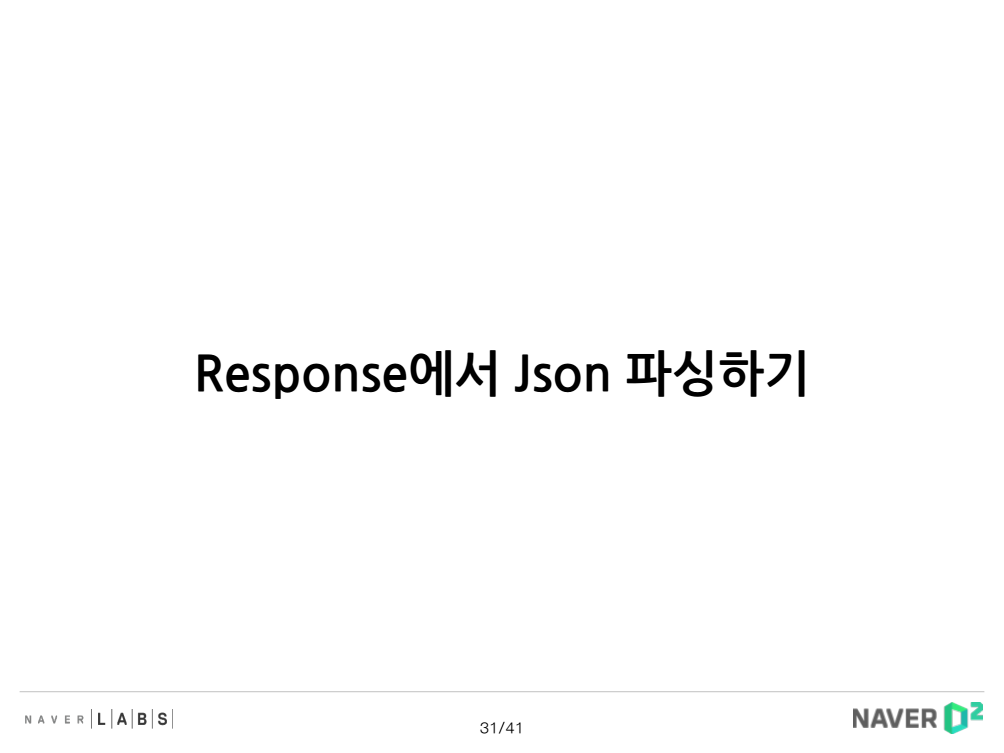 Response에서 Json 파싱하기
NAVER LABS
31/41
NAVER D2